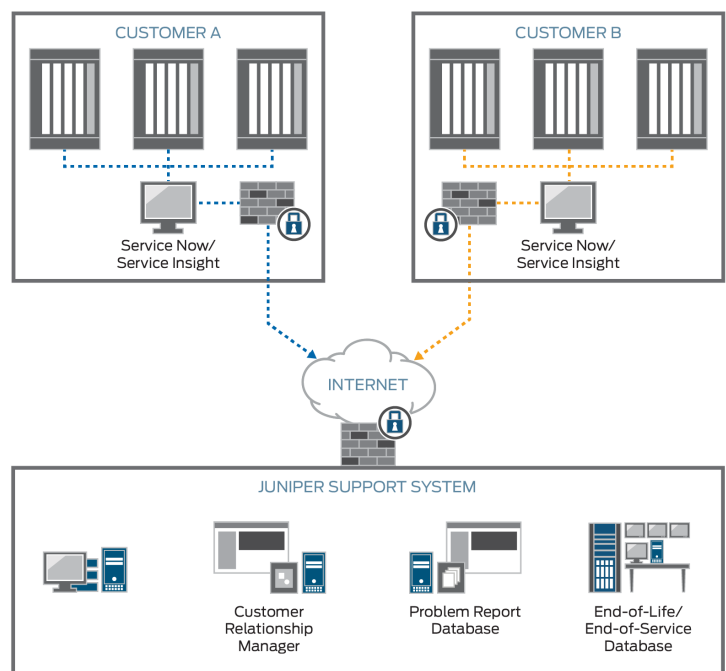 CUSTOMER A
CUSTOMER B
Service Now/
Service Insight
Service Now/
Service Insight
INTERNET
JUNIPER SUPPORT SYSTEM
Customer
Relationship
Manager
Problem Report
Database
End-of-Life/
End-of-Service
Database